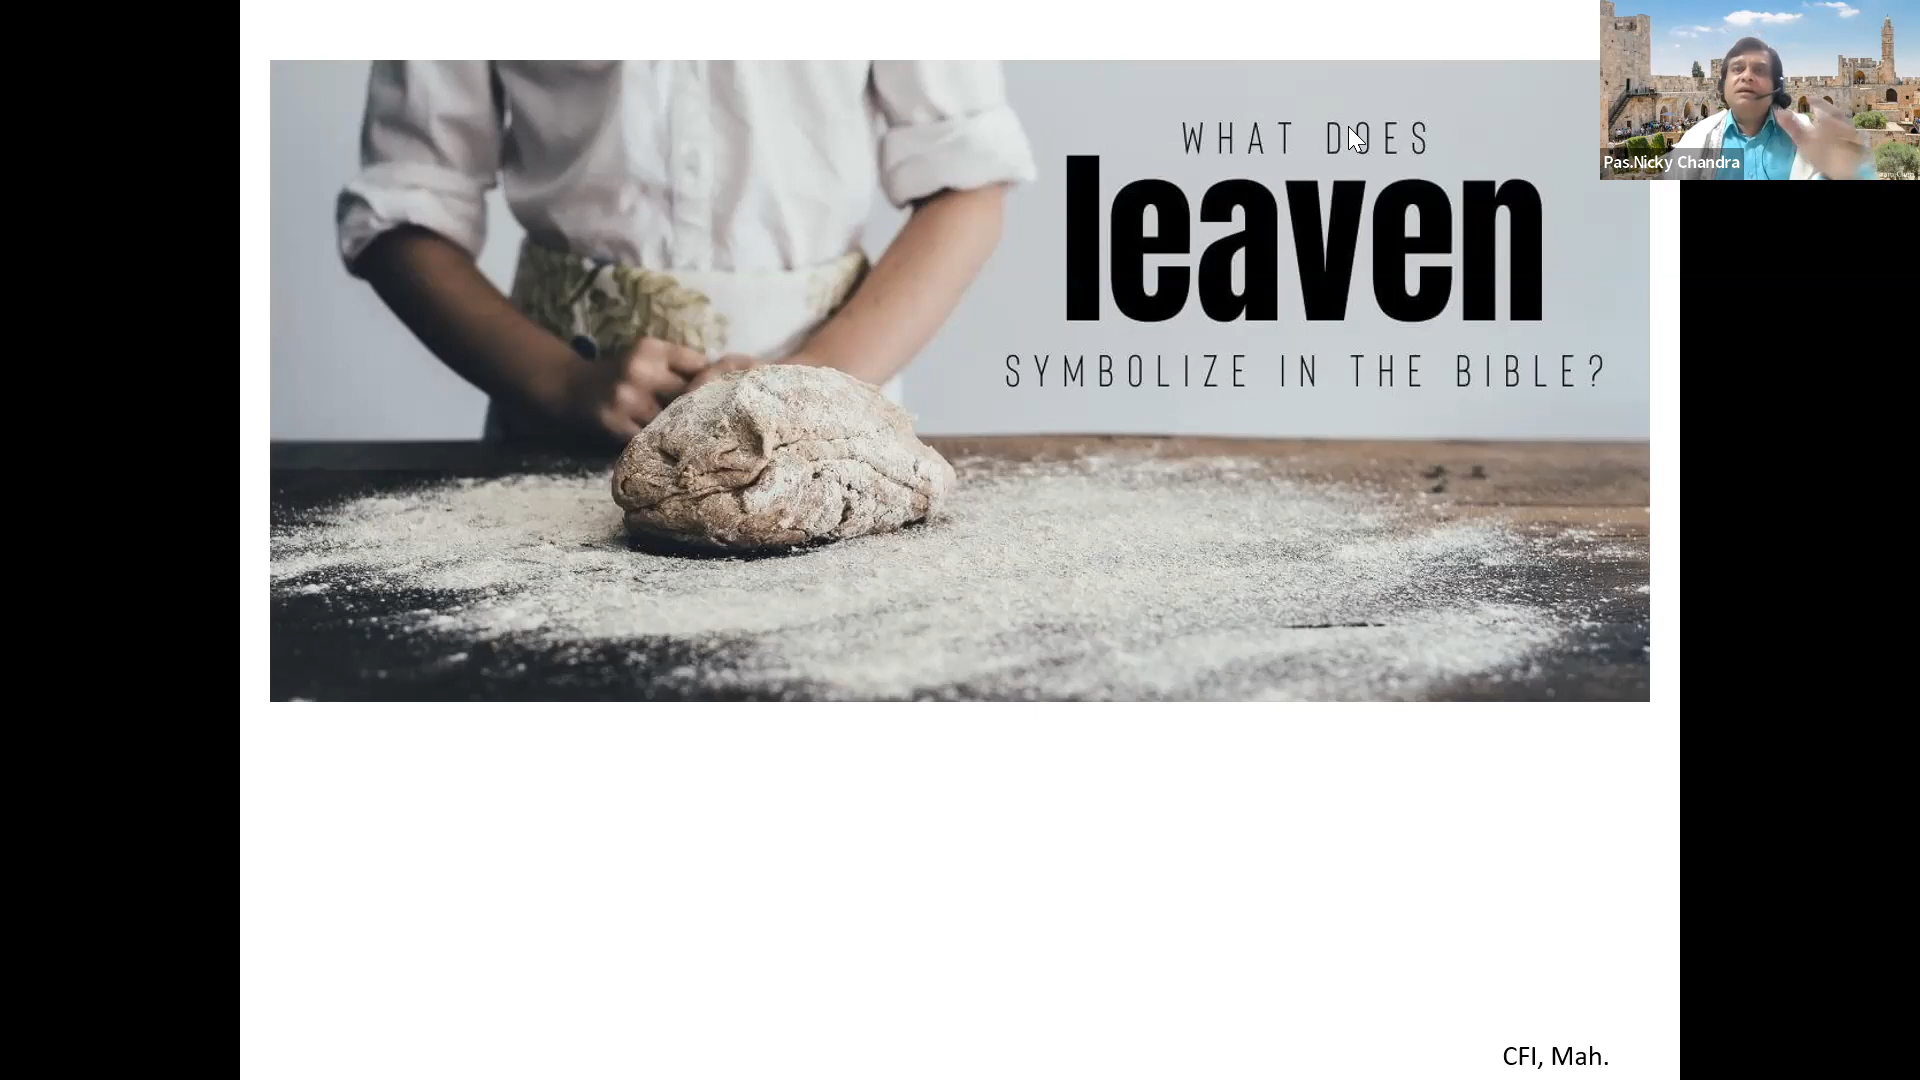 WHAT DOES
leaven
SYMBOLIZE IN THE BIBLE?
Pas.Nicky Chandra
CFI, Mah.